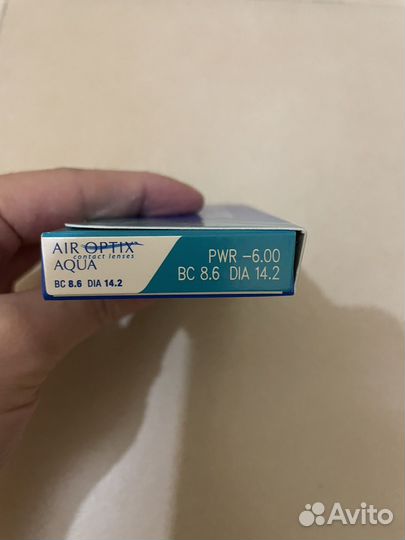 AIR OPTIX
contact lenses
AQUA
BC 8.6 DIA 14.2
PWR -6.00
BC 8.6 DIA 14.2
Avito